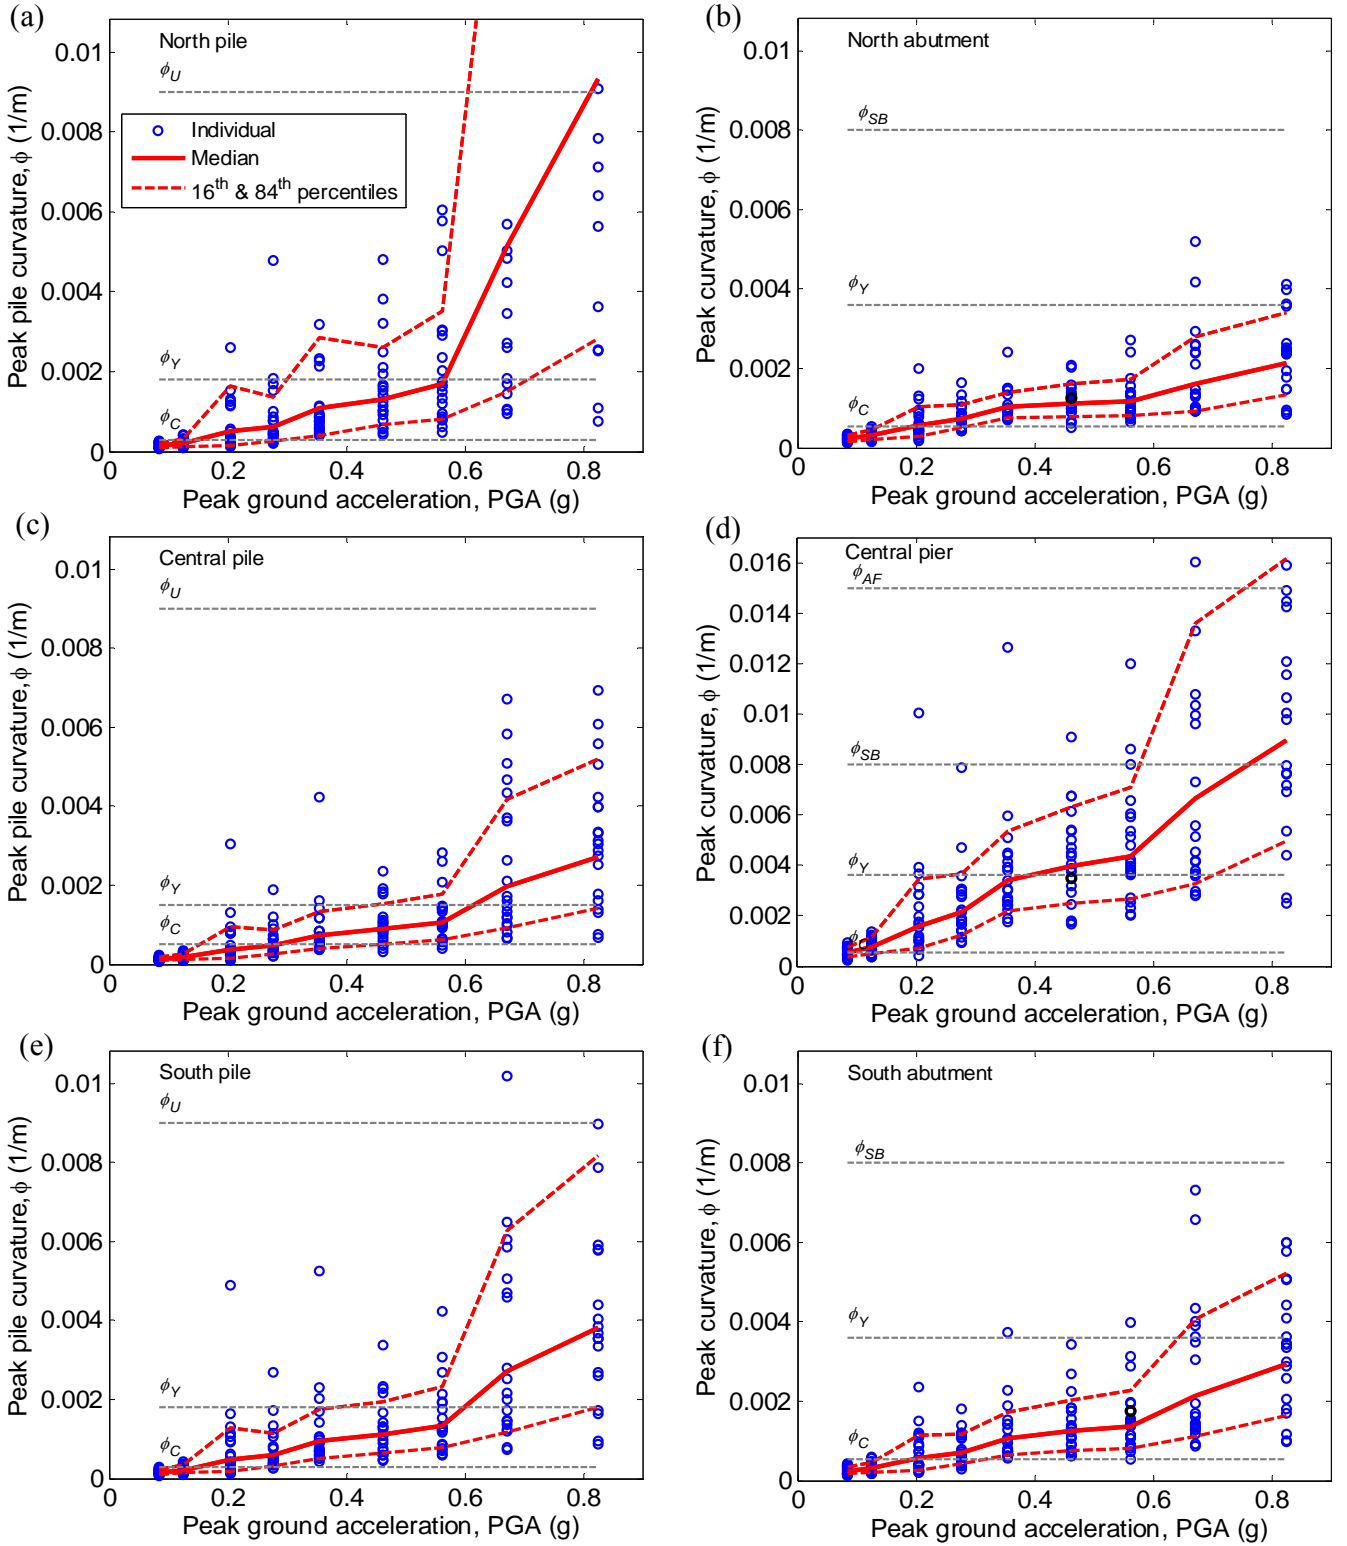 (a)
North pile
ϕU
Individual
Median
16th & 84th percentiles
ϕY
ϕC
0.01
0.008
0.006
0.004
0.002
0
0 0.2 0.4 0.6 0.8
Peak pile curvature, ϕ (1/m)
Peak ground acceleration, PGA (g)
(b)
North abutment
ϕSB
ϕY
ϕC
0.01
0.008
0.006
0.004
0.002
0
0 0.2 0.4 0.6 0.8
Peak curvature, ϕ (1/m)
Peak ground acceleration, PGA (g)
(c)
Central pile
ϕU
ϕY
ϕC
0.01
0.008
0.006
0.004
0.002
0
0 0.2 0.4 0.6 0.8
Peak pile curvature, ϕ (1/m)
Peak ground acceleration, PGA (g)
(d)
Central pier
ϕAF
ϕSB
ϕY
0.016
0.014
0.012
0.01
0.008
0.006
0.004
0.002
0
0 0.2 0.4 0.6 0.8
Peak curvature, ϕ (1/m)
Peak ground acceleration, PGA (g)
(e)
South pile
ϕU
ϕY
ϕC
0.01
0.008
0.006
0.004
0.002
0
0 0.2 0.4 0.6 0.8
Peak pile curvature, ϕ (1/m)
Peak ground acceleration, PGA (g)
(f)
South abutment
ϕSB
ϕY
ϕC
0.01
0.008
0.006
0.004
0.002
0
0 0.2 0.4 0.6 0.8
Peak curvature, ϕ (1/m)
Peak ground acceleration, PGA (g)